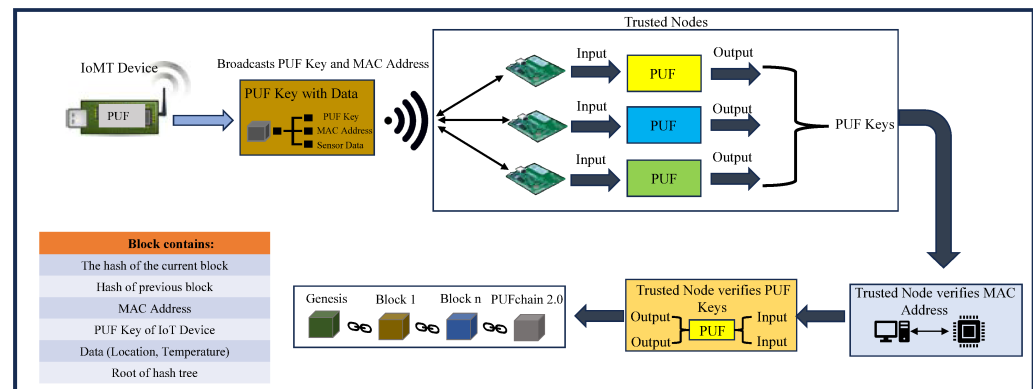 Trusted Nodes
IoMT Device
PUF
Broadcasts PUF Key and MAC Address
PUF Key with Data
PUF Key
MAC Address
Sensor Data
Input
PUF
Output
Input
PUF
Output
Input
PUF
Output
PUF Keys
Block contains:
The hash of the current block
Hash of previous block
MAC Address
PUF Key of IoT Device
Data (Location, Temperature)
Root of hash tree
Genesis
Block 1
Block n
PUFchain 2.0
Trusted Node verifies PUF
Keys
Output
Output
PUF
Input
Input
Trusted Node verifies MAC
Address